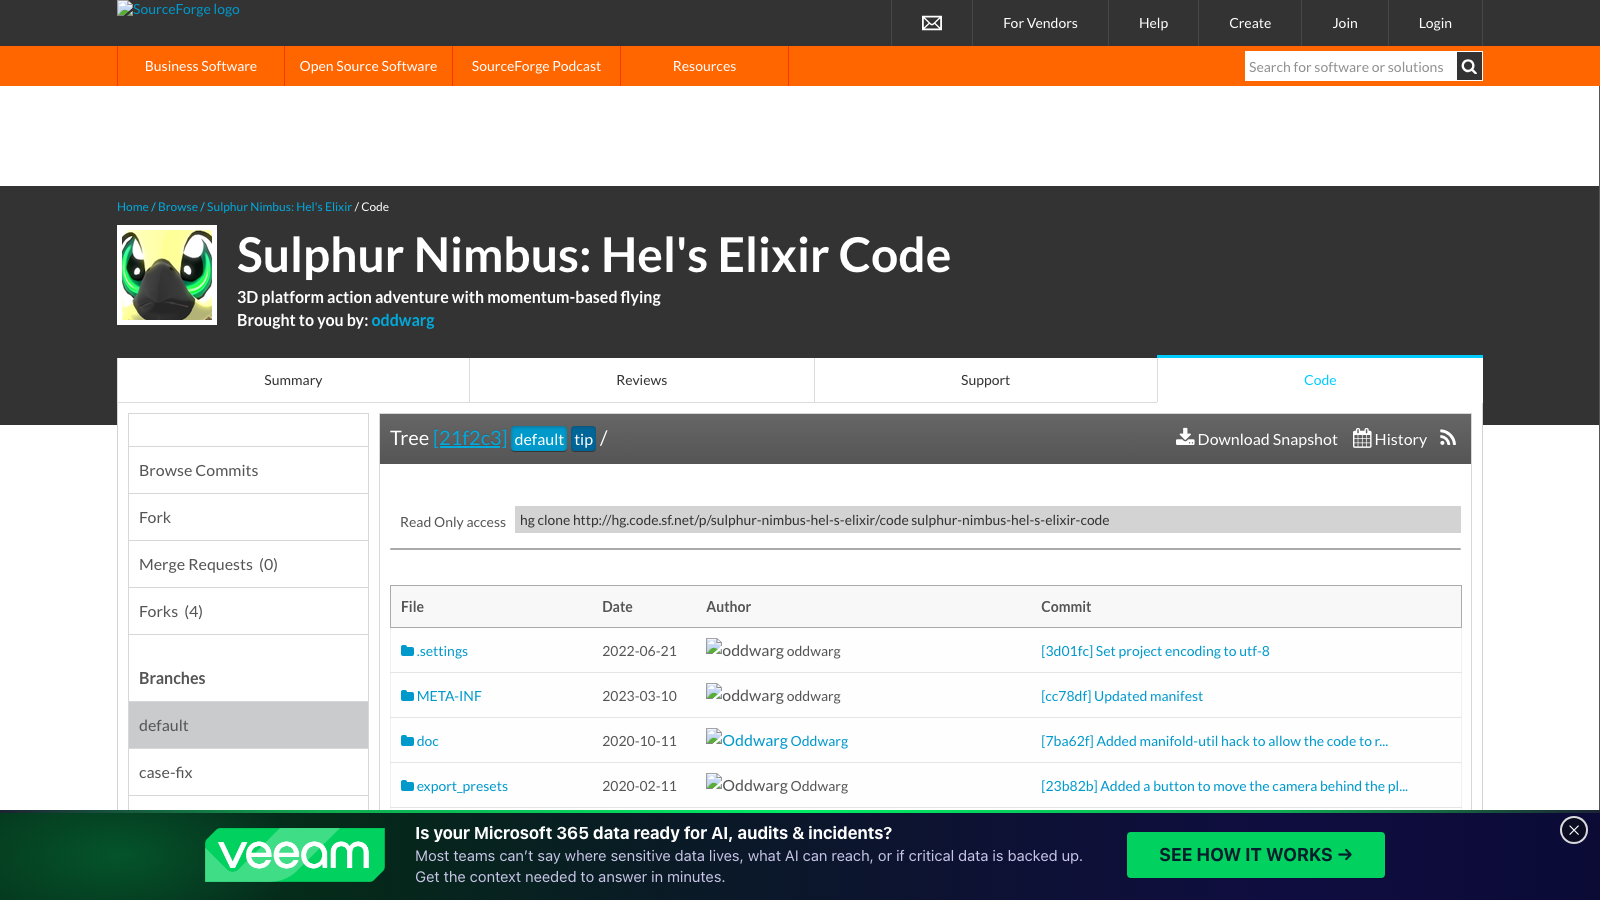 SourceForge logo
For Vendors
Help
Create
Join
Login
Business Software
Open Source Software
SourceForge Podcast
Resources
Search for software or solutions
Home / Browse / Sulphur Nimbus: Hel's Elixir / Code
Sulphur Nimbus: Hel's Elixir Code
3D platform action adventure with momentum-based flying
Brought to you by: oddwarg
Summary
Reviews
Support
Code
Browse Commits
Fork
Merge Requests (0)
Forks (4)
Branches
default
case-fix
Tree [21f2c3] default tip /
Download Snapshot
History
Read Only access
hg clone http://hg.code.sf.net/p/sulphur-nimbus-hel-s-elixir/code sulphur-nimbus-hel-s-elixir-code
File Date Author Commit
.settings 2022-06-21 oddwarg oddwarg [3d01fc] Set project encoding to utf-8
META-INF 2023-03-10 oddwarg oddwarg [cc78df] Updated manifest
doc 2020-10-11 Oddwarg Oddwarg [7ba62f] Added manifold-util hack to allow the code to r...
export_presets 2020-02-11 Oddwarg Oddwarg [23b82b] Added a button to move the camera behind the pl...
veeam
Is your Microsoft 365 data ready for AI, audits & incidents?
Most teams can't say where sensitive data lives, what AI can reach, or if critical data is backed up.
Get the context needed to answer in minutes.
SEE HOW IT WORKS →